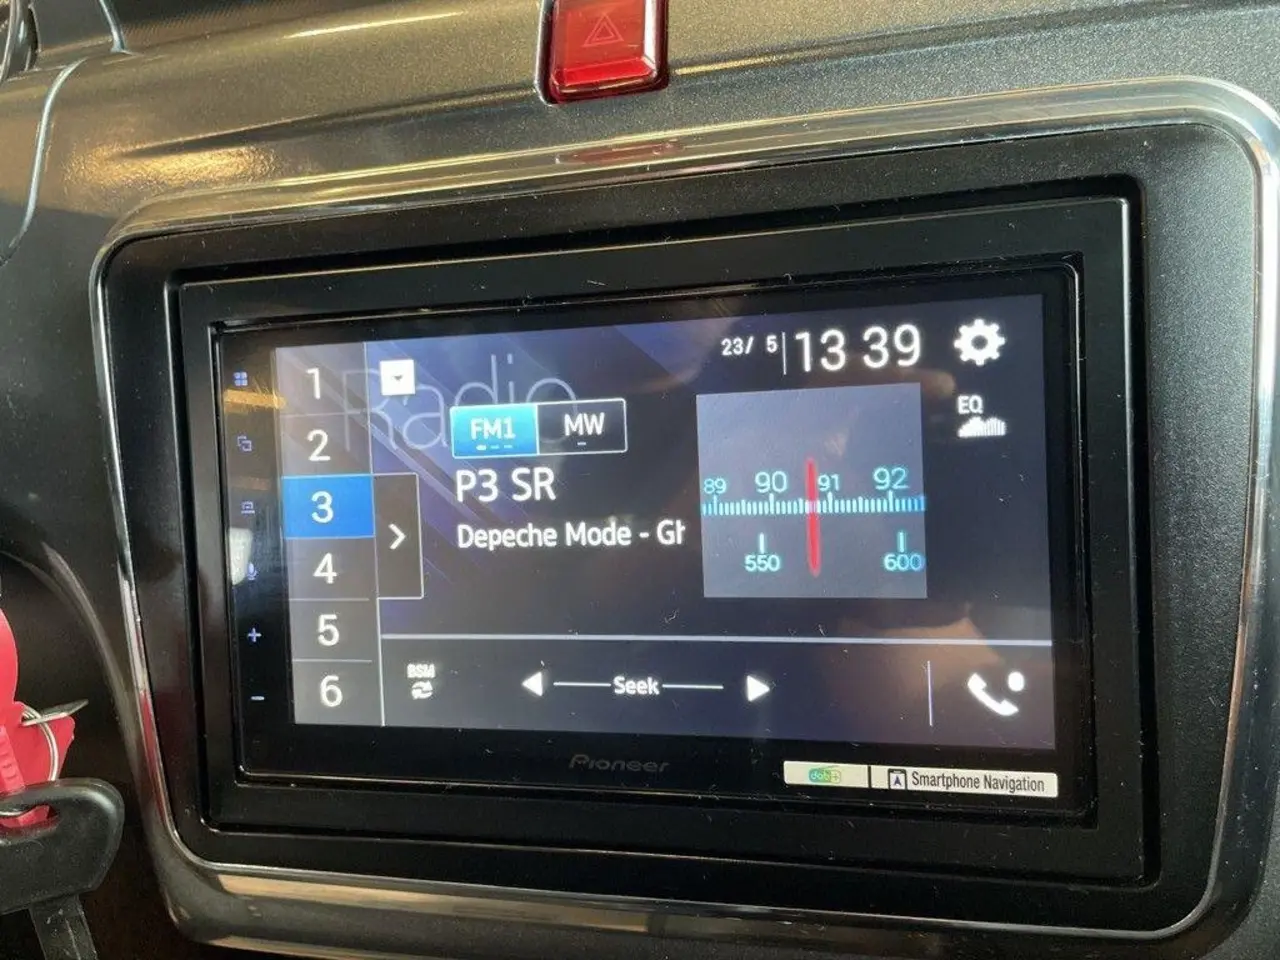 Radio
23/ 5 13 39
EQ
1
2
3
4
5
6
FM1 MW
P3 SR
Depeche Mode - Gh
89 90 91 92
550 600
BSM
Seek
Pioneer
dab+
Smartphone Navigation